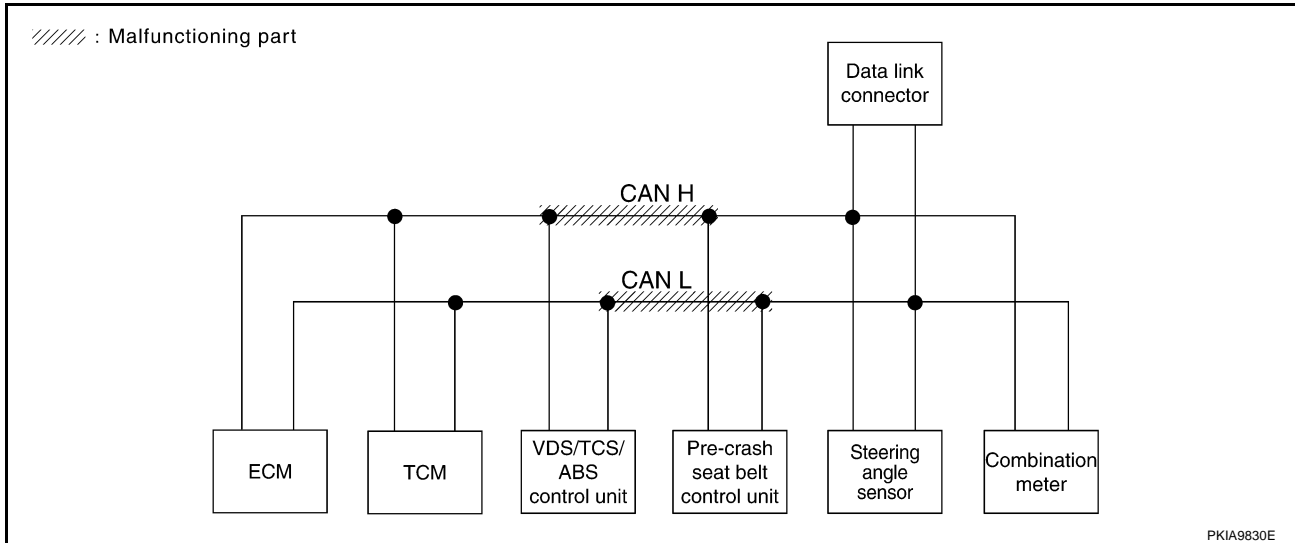 : Malfunctioning part
Data link
connector
CAN H
CAN L
ECM
TCM
VDS/TCS/
ABS
control unit
Pre-crash
seat belt
control unit
Steering
angle
sensor
Combination
meter
PKIA9830E